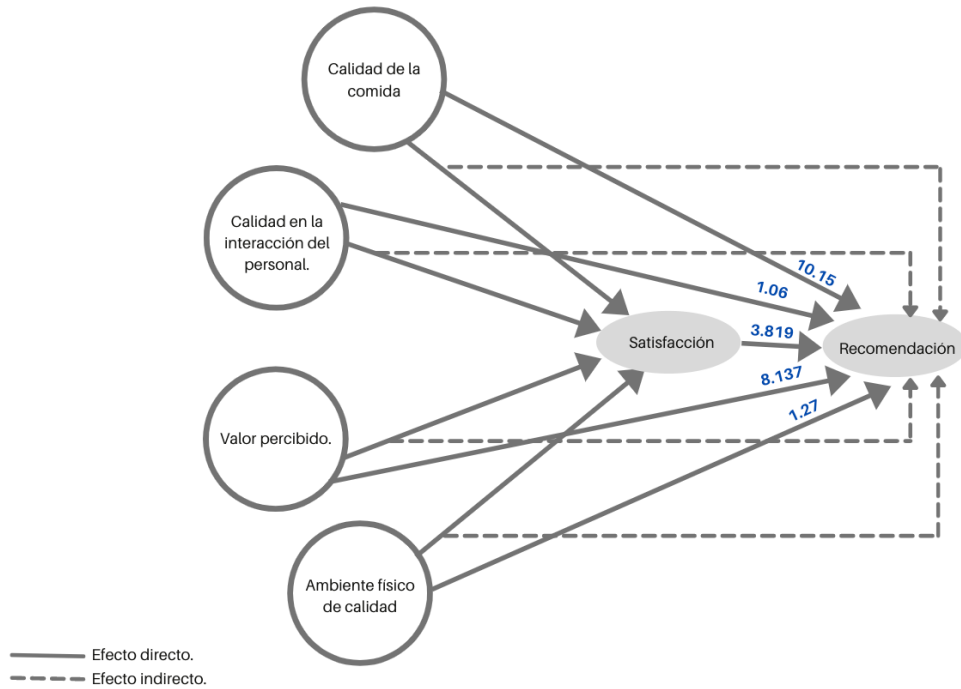 Calidad de la
comida
Calidad en la
interacción del
personal.
10.15
1.06
3.819
Satisfacción
Recomendación
8.137
1.27
Valor percibido.
Ambiente físico
de calidad
Efecto directo.
Efecto indirecto.